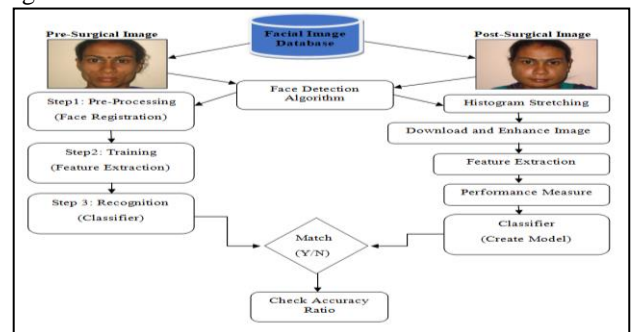 Facial Image
Database
Pre-Surgical Image
Post-Surgical Image
Face Detection
Algorithm
Step1: Pre-Processing
(Face Registration)
Step2: Training
(Feature Extraction)
Step 3: Recognition
(Classifier)
Histogram Stretching
Download and Enhance Image
Feature Extraction
Performance Measure
Classifier
(Create Model)
Match
(Y/N)
Check Accuracy
Ratio